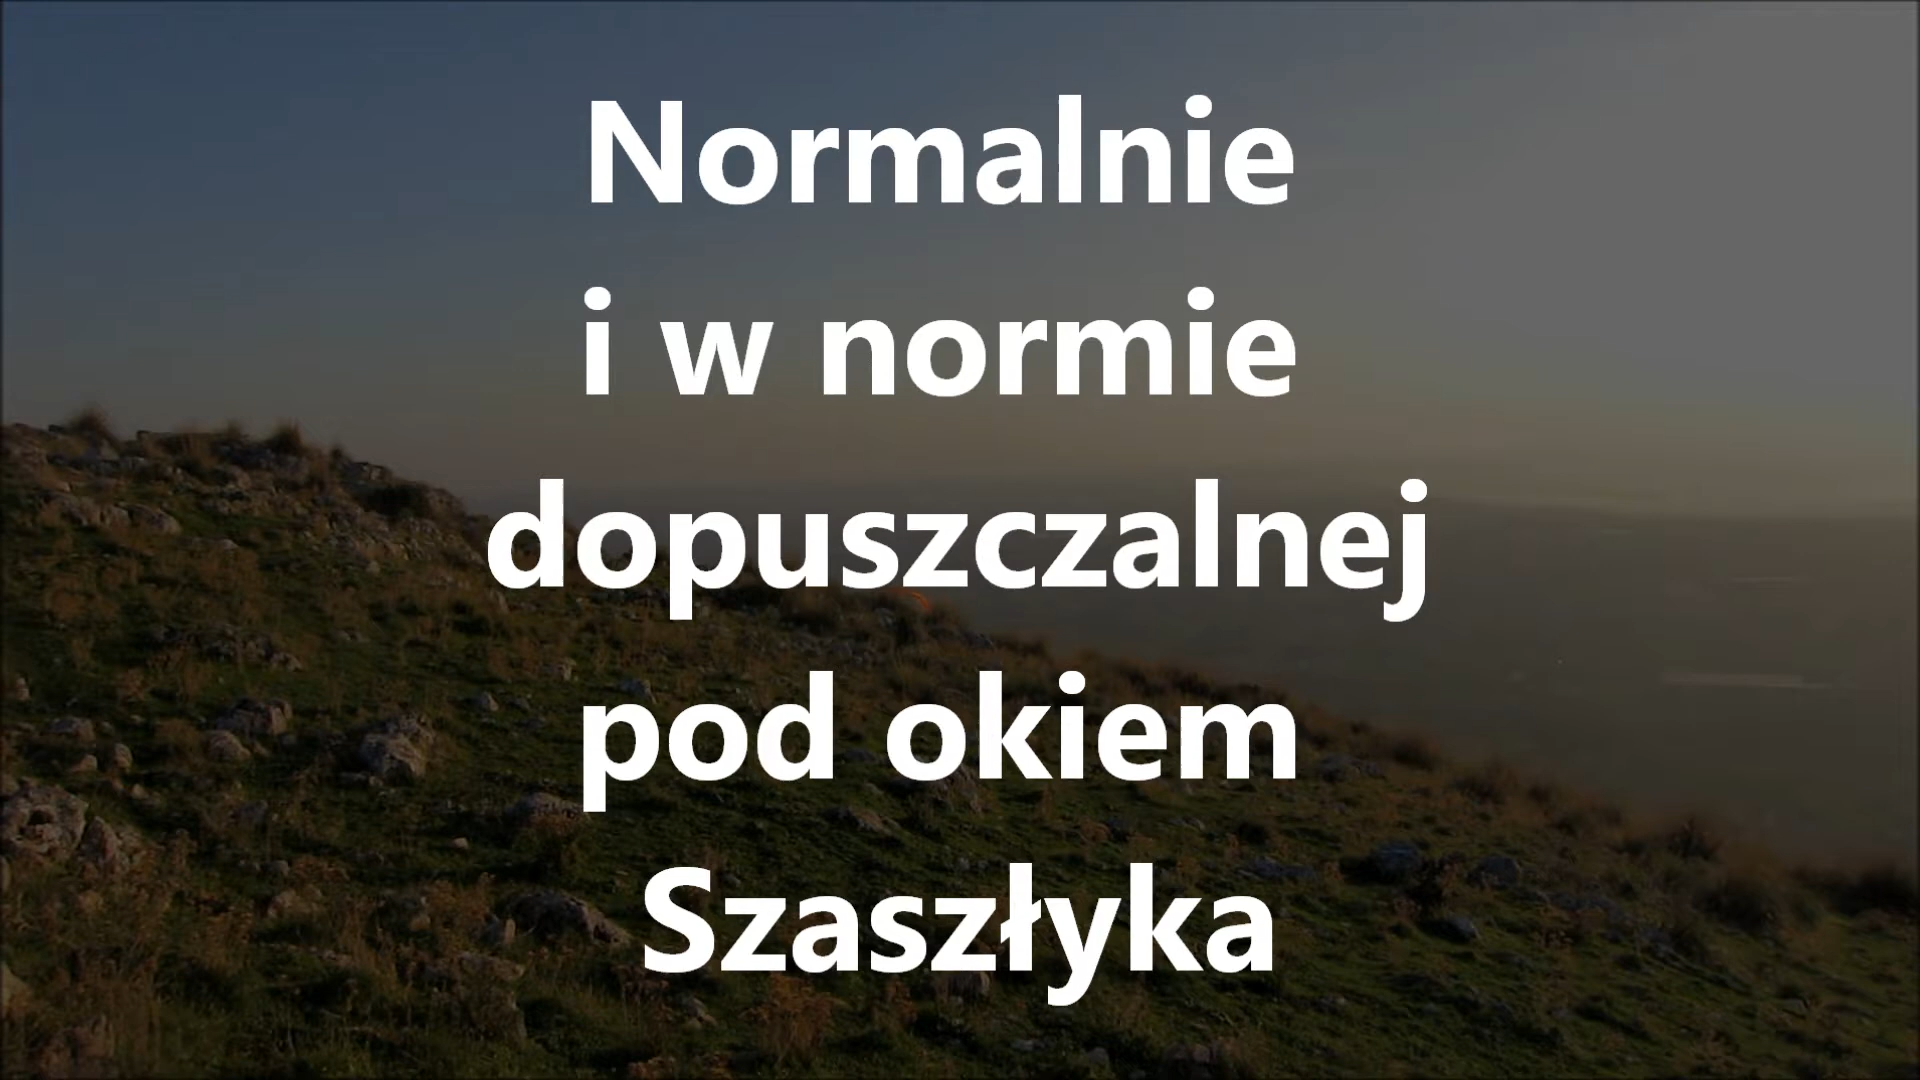 Normalnie
i w normie
dopuszczalnej
pod okiem
Szaszłyka